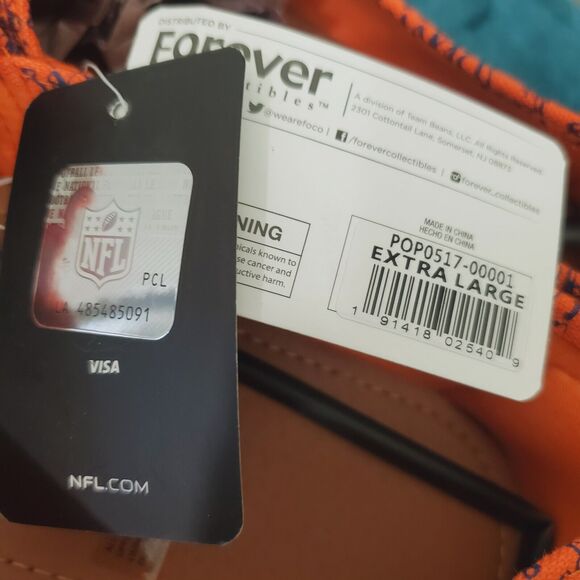 DISTRIBUTED BY
Forever
tibles™
A division of Team Beans, LLC. All Rights Reserved.
2301 Cottontail Lane, Somerset, NJ 08873
@wearefoco
/forevercollectibles
forever_collectibles
NING
icals known to
se cancer and
uctive harm.
MADE IN CHINA
HECHO EN CHINA
POP0517-00001
EXTRA LARGE
1 91418 02540 9
NFL
PCL
LA 485485091
VISA
NFL.COM